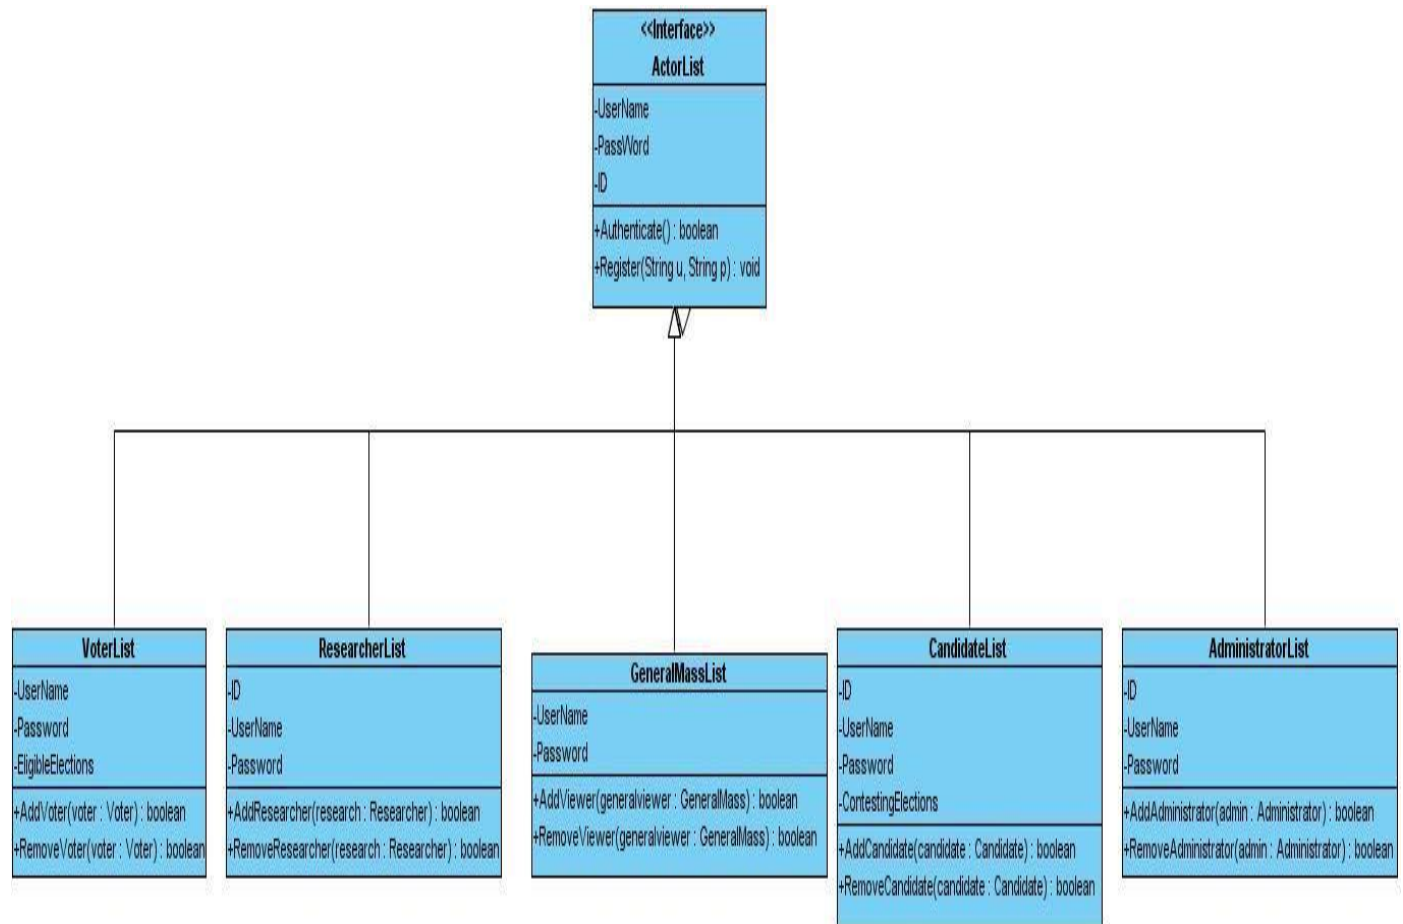 <<Interface>>
ActorList
-UserName
-PassWord
-ID
+Authenticate() : boolean
+Register(String u, String p) : void
VoterList
-UserName
-Password
-EligibleElections
+AddVoter(voter : Voter) : boolean
+RemoveVoter(voter : Voter) : boolean
ResearcherList
-ID
-UserName
-Password
+AddResearcher(research : Researcher) : boolean
+RemoveResearcher(research : Researcher) : boolean
GeneralMassList
-UserName
-Password
+AddViewer(generalviewer : GeneralMass) : boolean
+RemoveViewer(generalviewer : GeneralMass) : boolean
CandidateList
-ID
-UserName
-Password
-ContestingElections
+AddCandidate(candidate : Candidate) : boolean
+RemoveCandidate(candidate : Candidate) : boolean
AdministratorList
-ID
-UserName
-Password
+AddAdministrator(admin : Administrator) : boolean
+RemoveAdministrator(admin : Administrator) : boolean